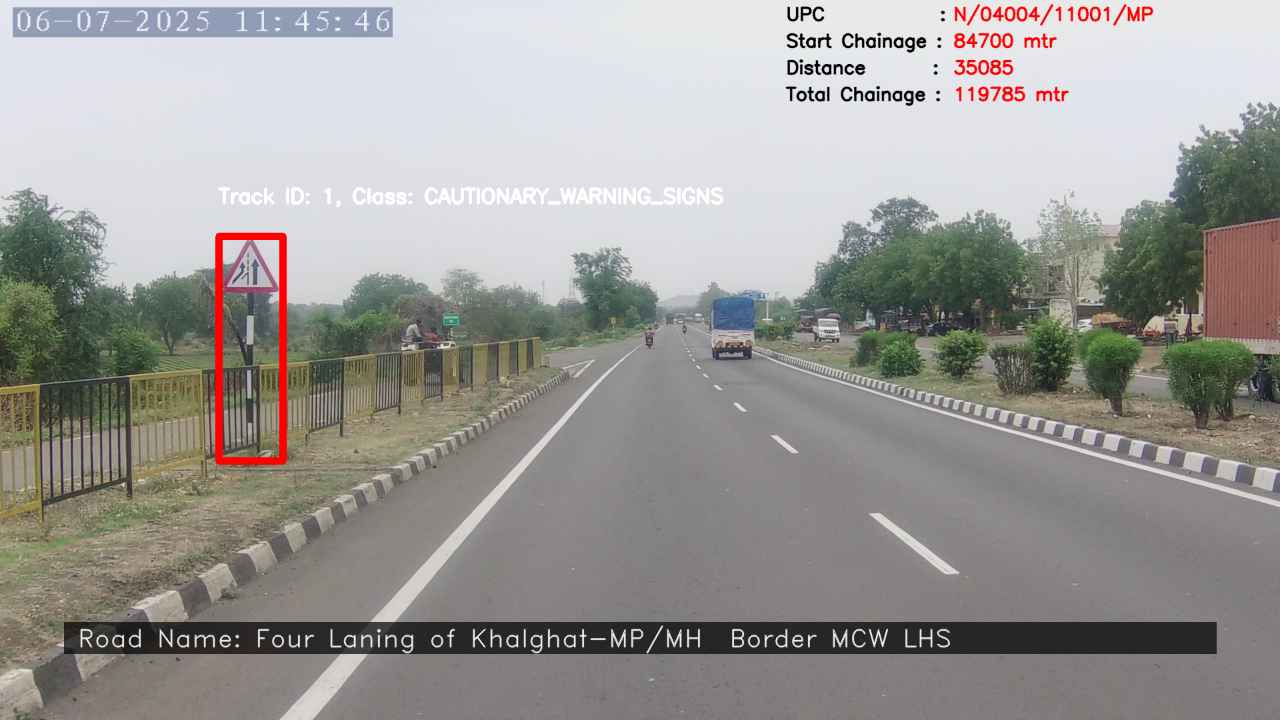 06-07-2025 11:45:46
UPC : N/04004/11001/MP
Start Chainage : 84700 mtr
Distance : 35085
Total Chainage : 119785 mtr
Track ID: 1, Class: CAUTIONARY_WARNING_SIGNS
Road Name: Four Laning of Khalghat-MP/MH Border MCW LHS